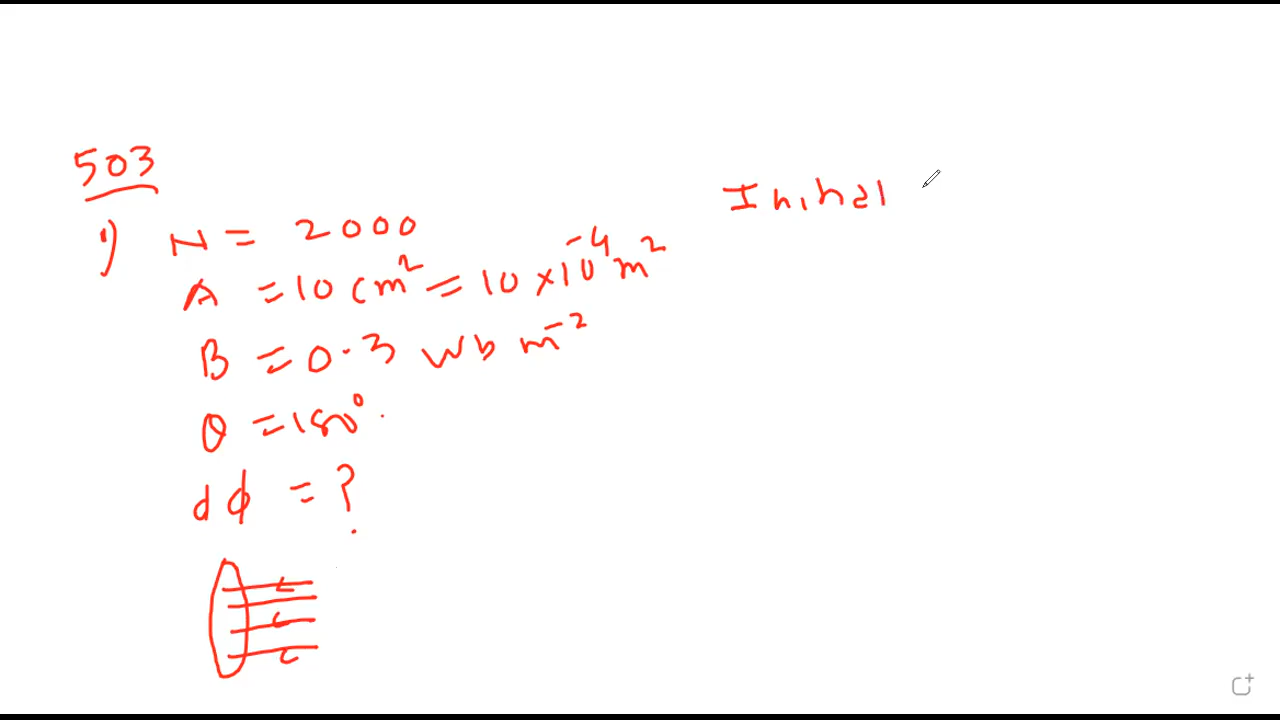 503
1) N = 2000
A = 10 cm² = 10 × 10⁻⁴ m²
B = 0.3 Wb m⁻²
θ = 180°
dϕ = ?
Initial